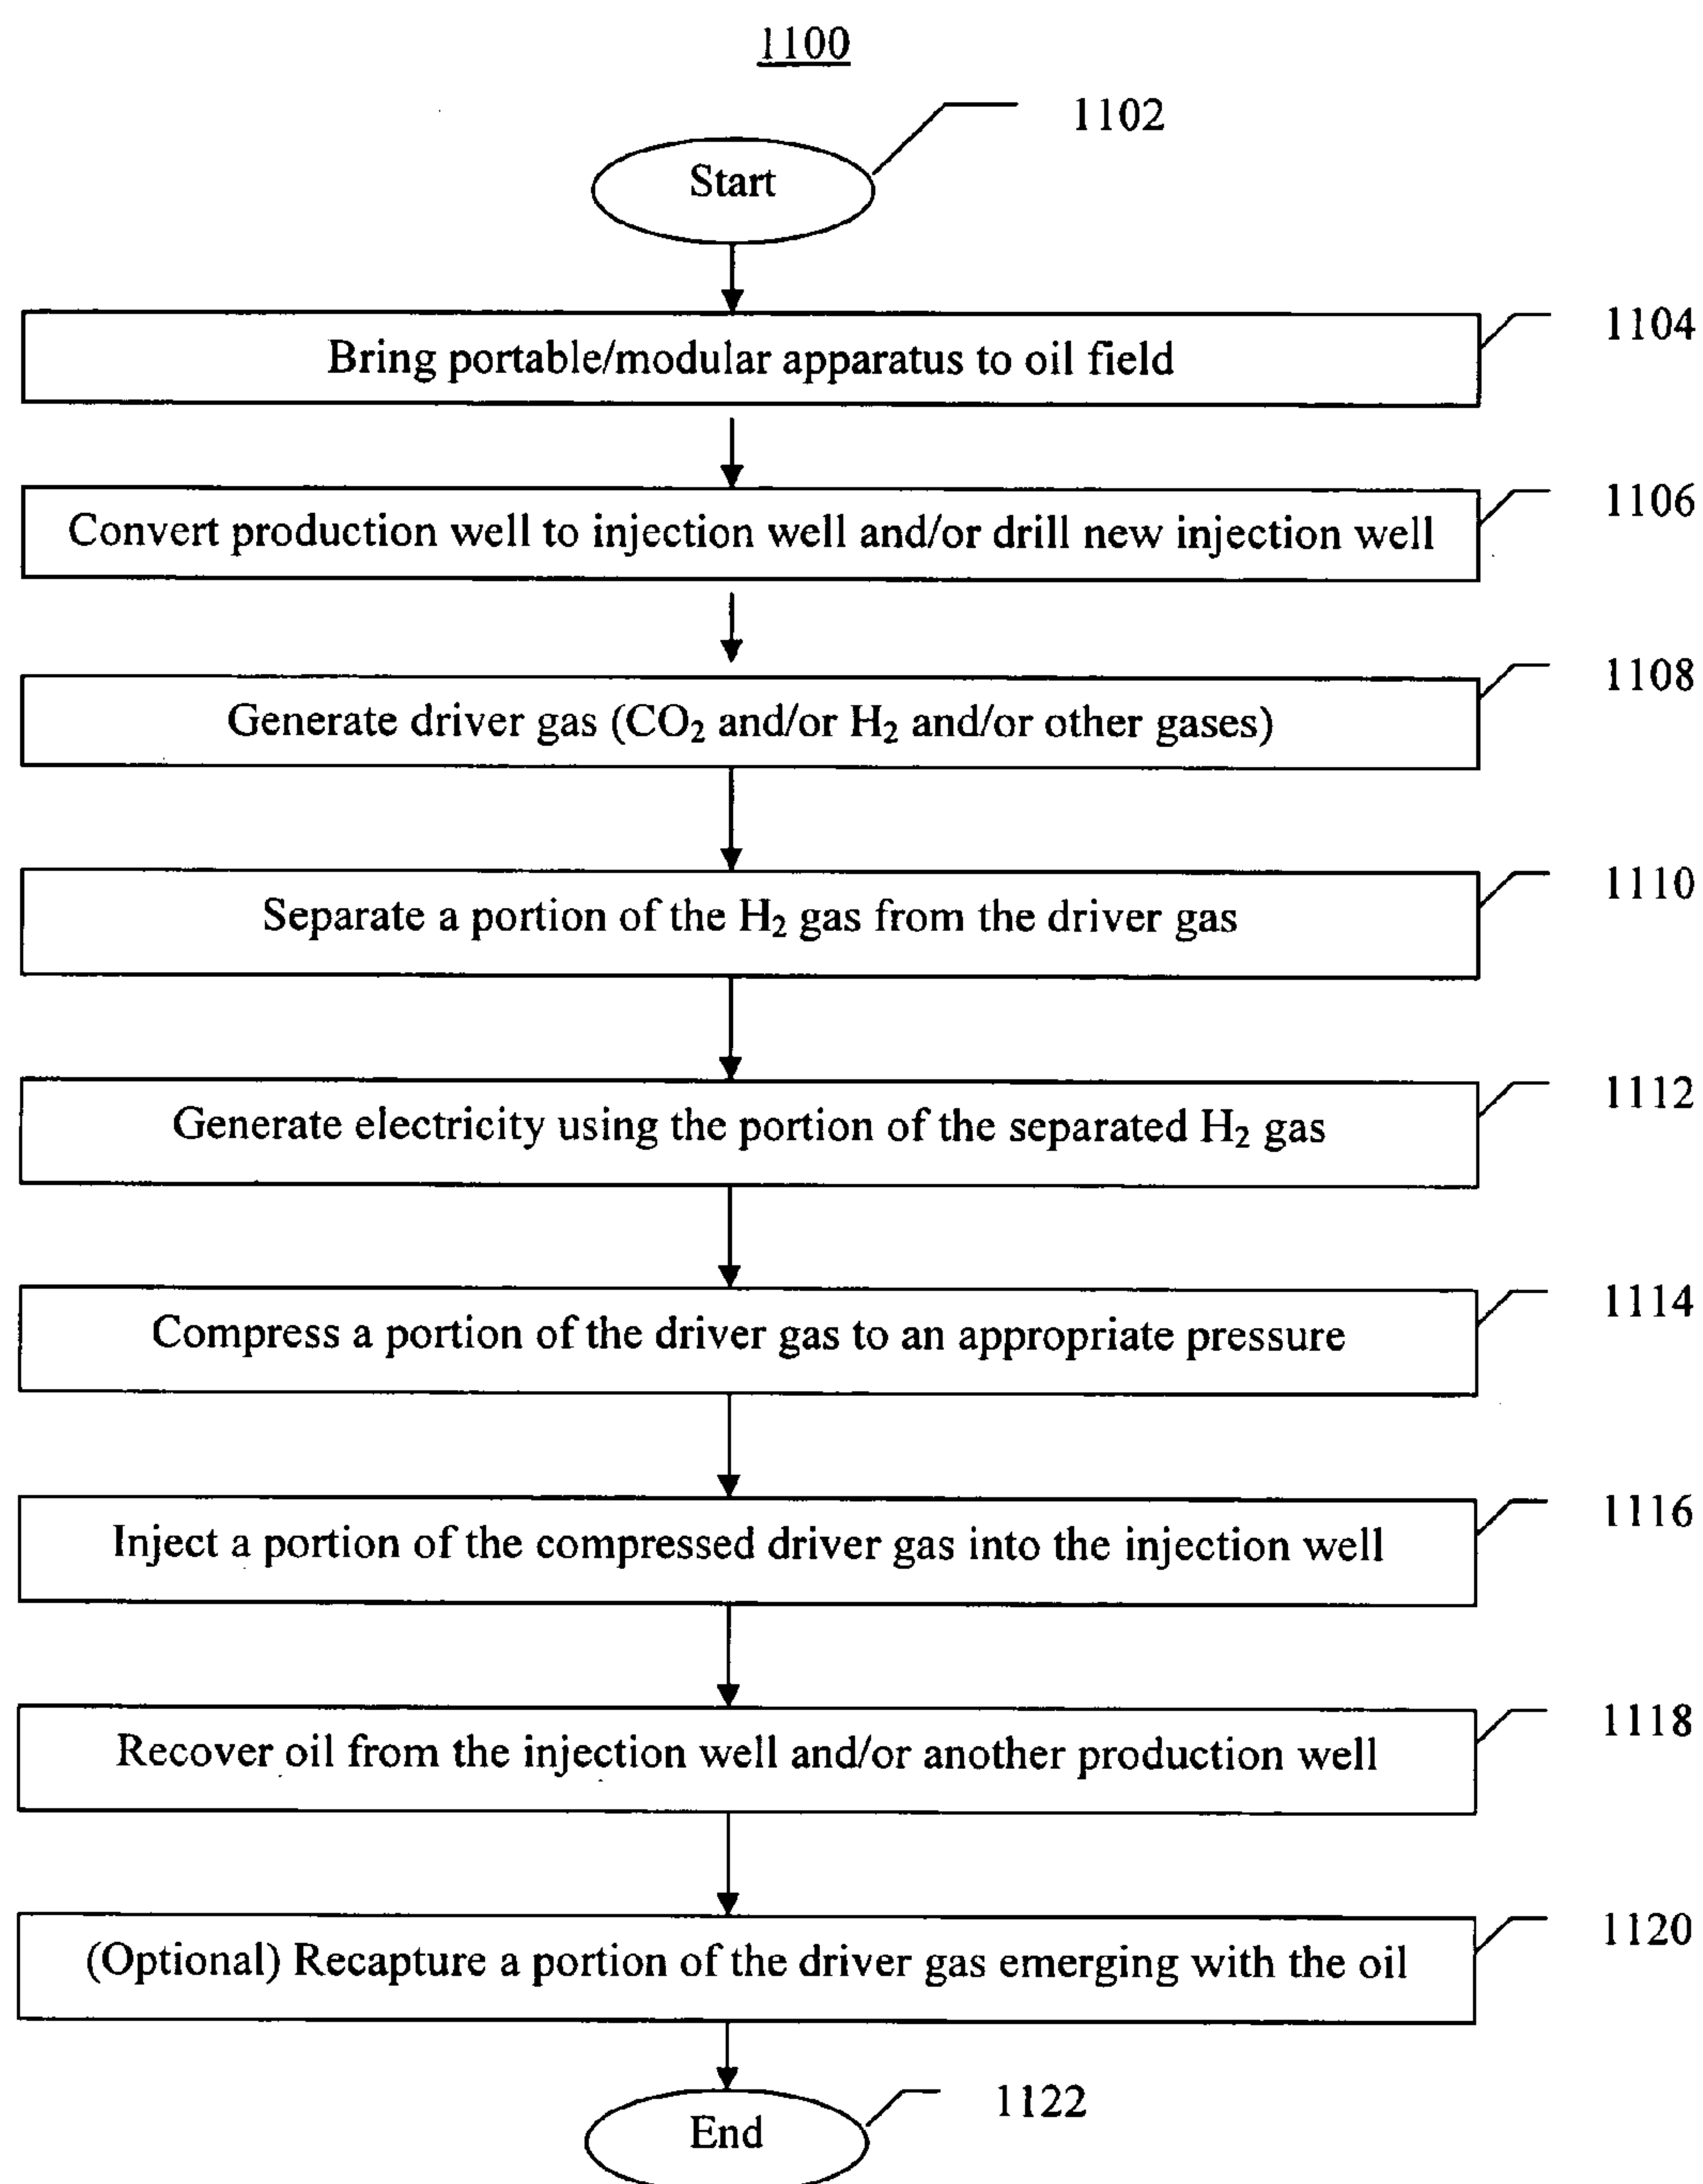 1100
1102
Start
1104
Bring portable/modular apparatus to oil field
1106
Convert production well to injection well and/or drill new injection well
1108
Generate driver gas (CO₂ and/or H₂ and/or other gases)
1110
Separate a portion of the H₂ gas from the driver gas
1112
Generate electricity using the portion of the separated H₂ gas
1114
Compress a portion of the driver gas to an appropriate pressure
1116
Inject a portion of the compressed driver gas into the injection well
1118
Recover oil from the injection well and/or another production well
1120
(Optional) Recapture a portion of the driver gas emerging with the oil
1122
End